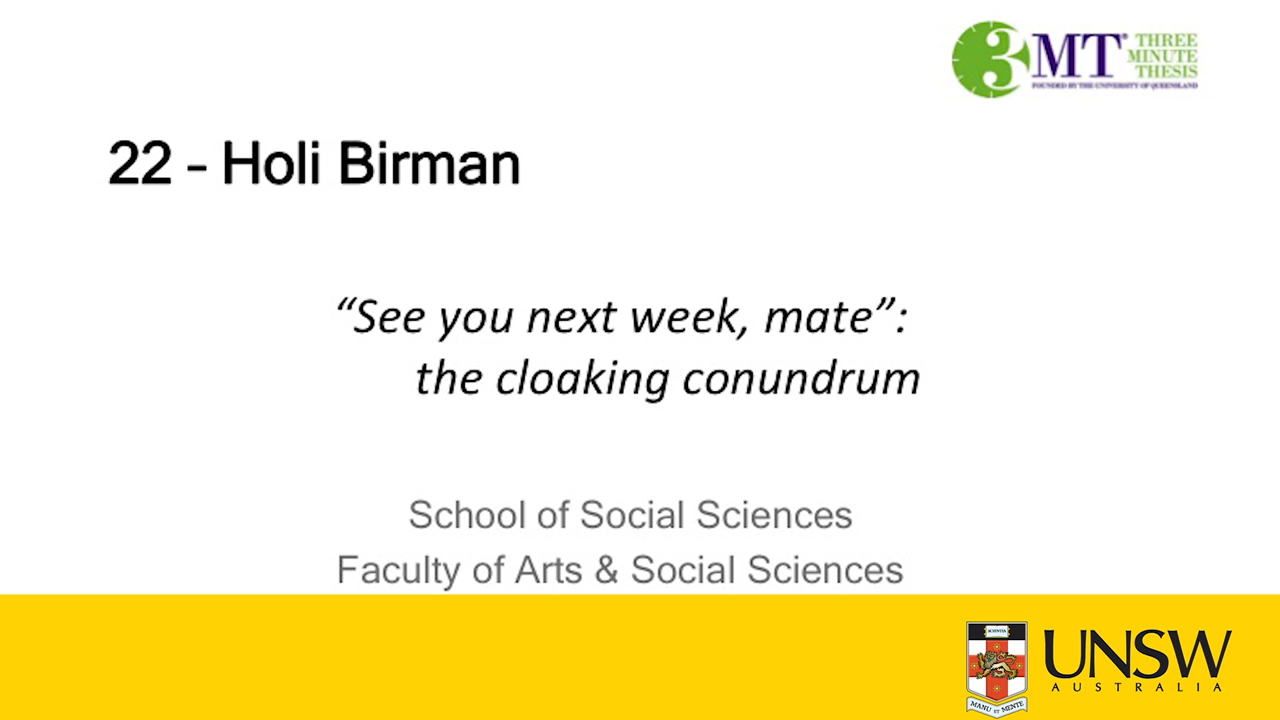 3MT® THREE
MINUTE
THESIS
FOUNDED BY THE UNIVERSITY OF QUEENSLAND
22 – Holi Birman
“See you next week, mate”:
the cloaking conundrum
School of Social Sciences
Faculty of Arts & Social Sciences
SCIENTIA
MANU ET MENTE
UNSW
AUSTRALIA